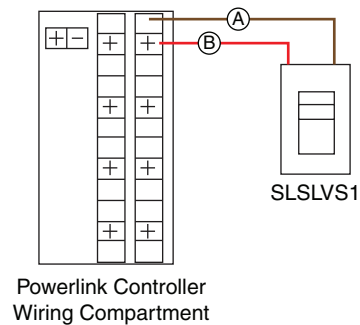 A
B
+ −
+ +
+ +
+ +
+ +
SLSLVS1
Powerlink Controller
Wiring Compartment